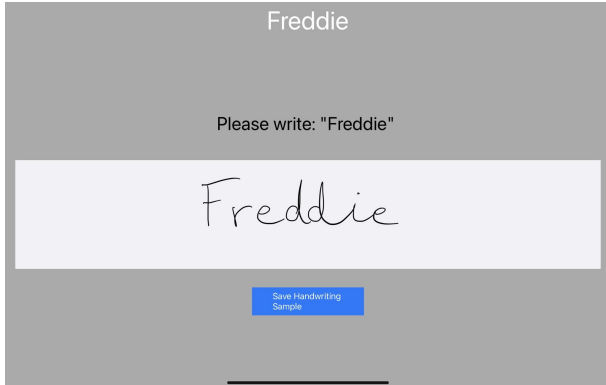 Freddie
Please write: "Freddie"
Freddie
Save Handwriting
Sample